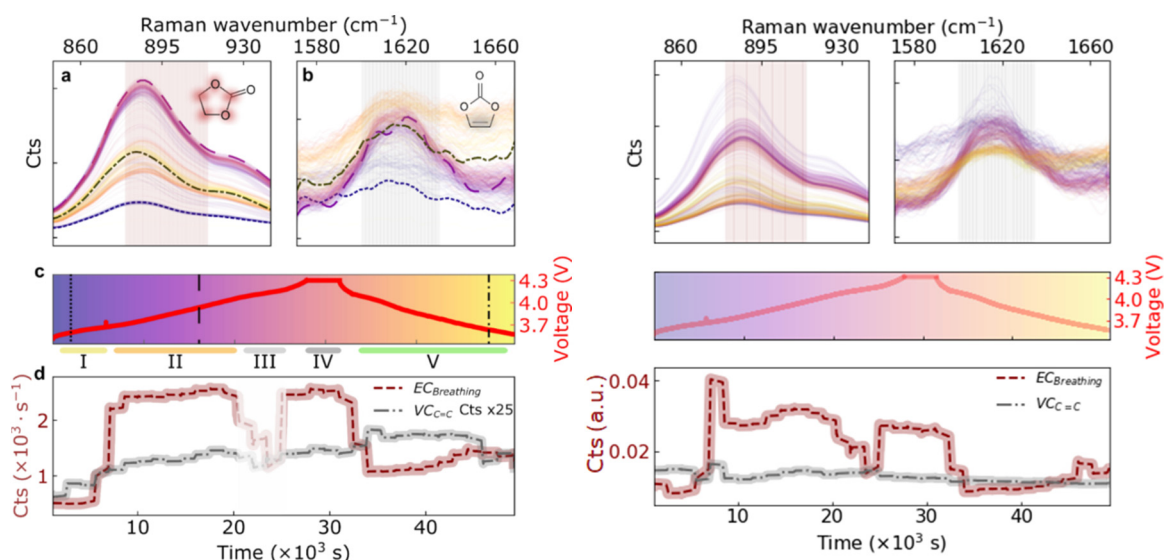 Raman wavenumber (cm⁻¹)
860 895 930 1580 1620 1660
a
b
O
O
O
O
O
O
Cts
c
4.3
4.0
3.7
Voltage (V)
I II III IV V
d
Cts (×10³ · s⁻¹)
2
1
EC_Breathing
VC_C=C Cts x25
10 20 30 40
Time (×10³ s)
Raman wavenumber (cm⁻¹)
860 895 930 1580 1620 1660
Cts
4.3
4.0
3.7
Voltage (V)
Cts (a.u.)
0.04
0.02
EC_Breathing
VC_C=C
10 20 30 40
Time (×10³ s)